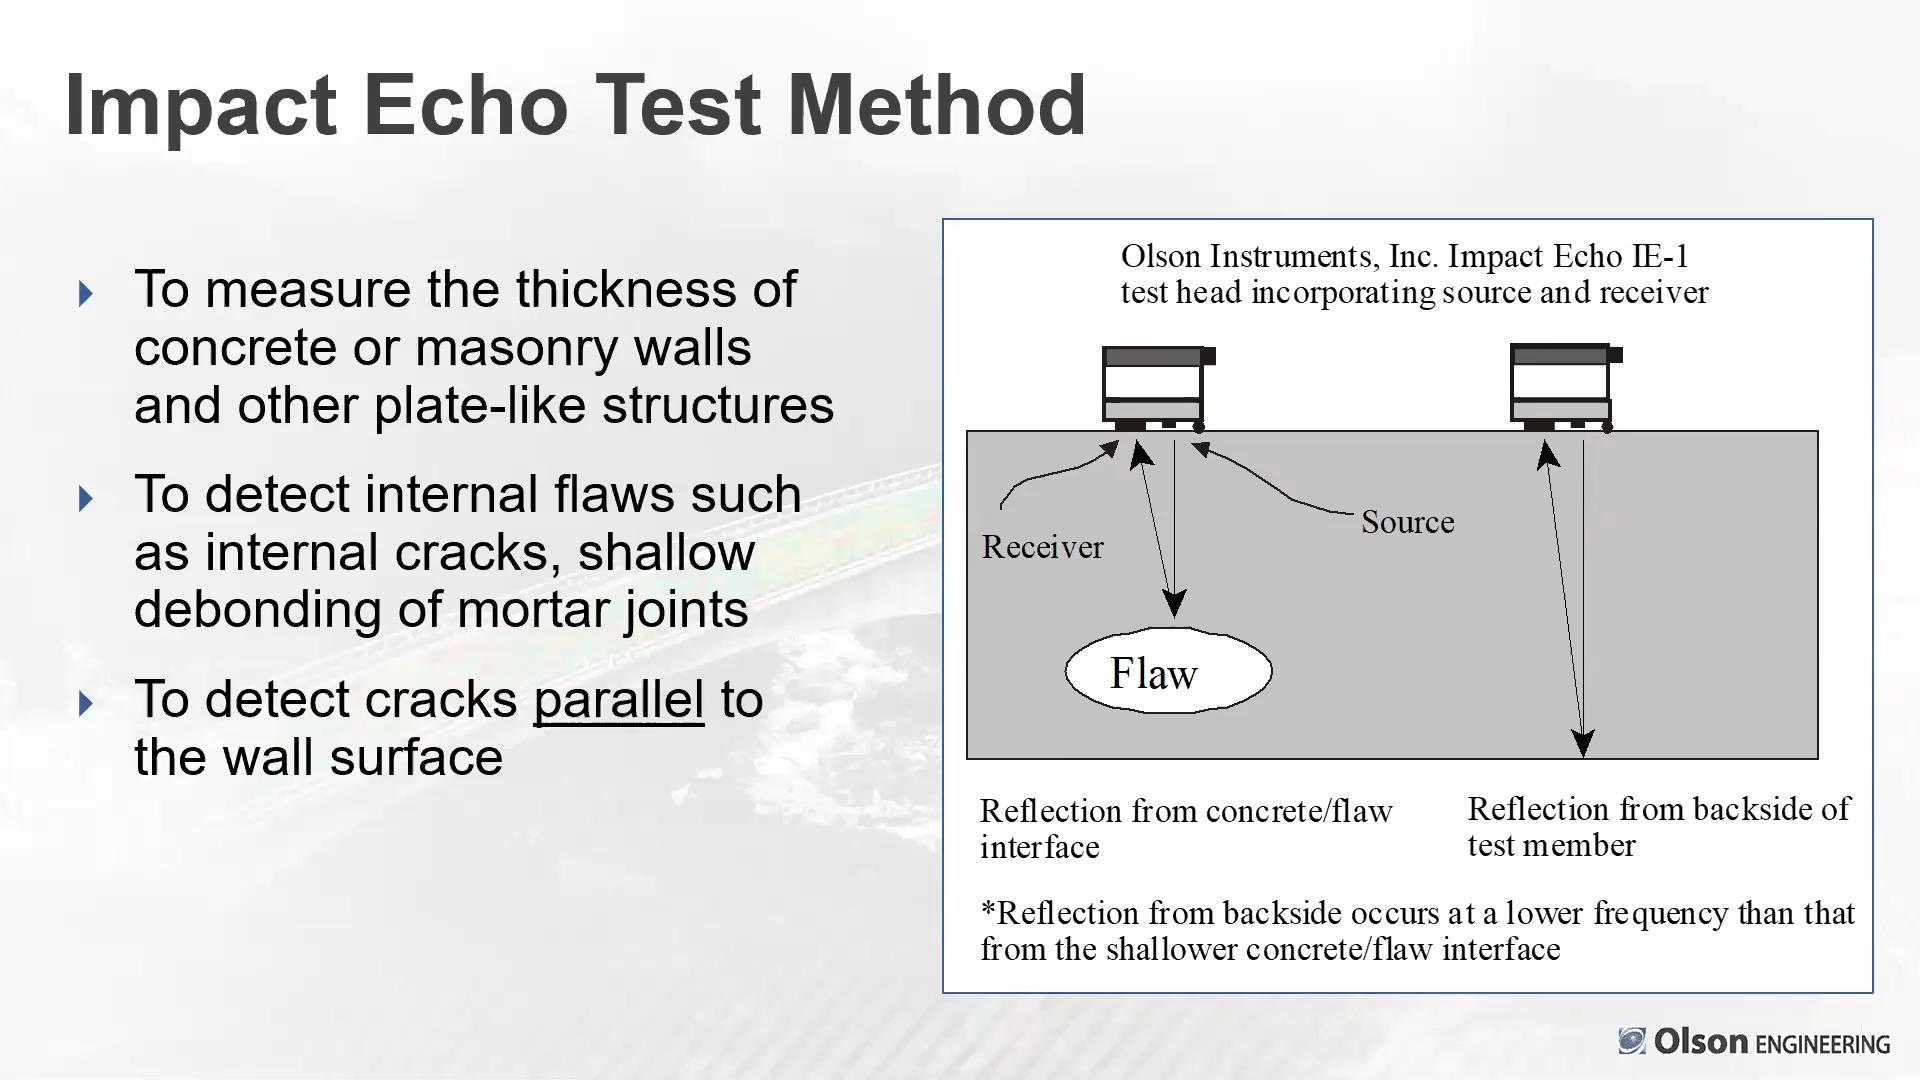 Impact Echo Test Method
To measure the thickness of
concrete or masonry walls
and other plate-like structures
To detect internal flaws such
as internal cracks, shallow
debonding of mortar joints
To detect cracks parallel to
the wall surface
Olson Instruments, Inc. Impact Echo IE-1
test head incorporating source and receiver
Receiver
Source
Flaw
Reflection from concrete/flaw
interface
Reflection from backside of
test member
*Reflection from backside occurs at a lower frequency than that
from the shallower concrete/flaw interface
Olson ENGINEERING